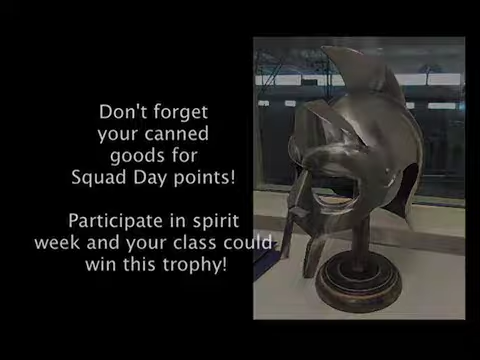 Don't forget
your canned
goods for
Squad Day points!
Participate in spirit
week and your class could
win this trophy!